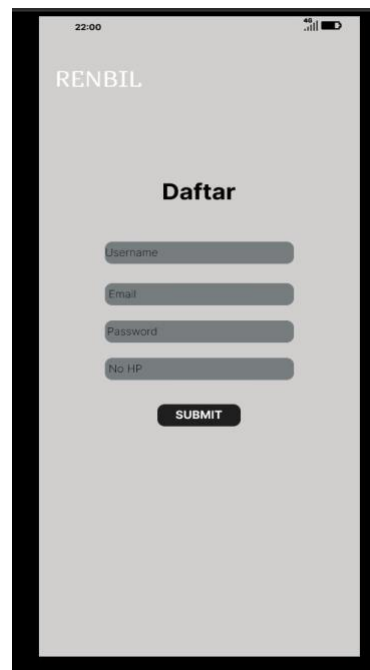 22:00
4G
RENBIL
Daftar
Username
Email
Password
No HP
SUBMIT